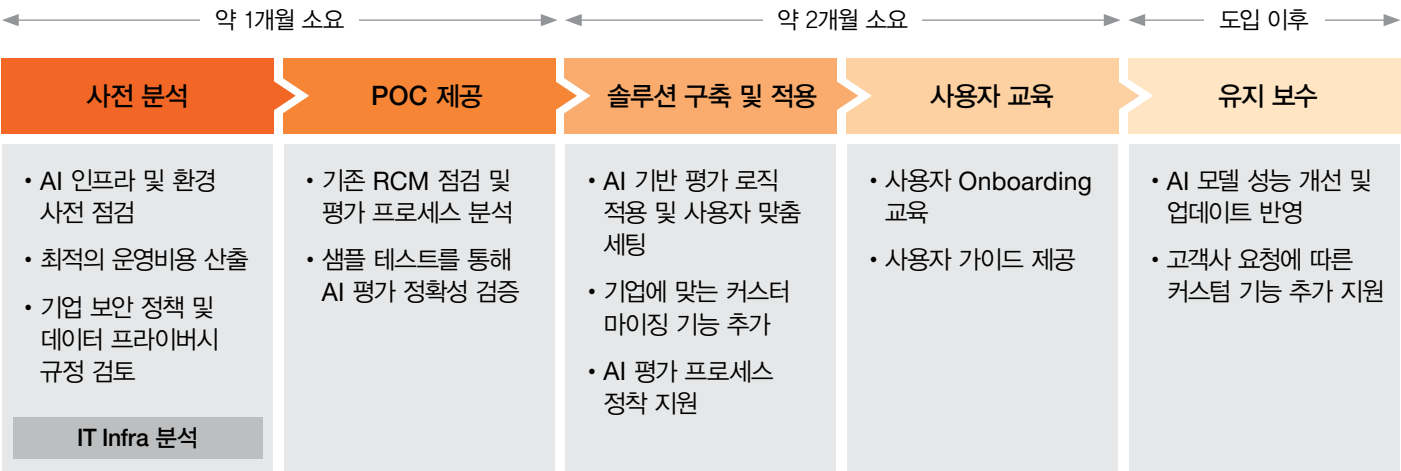 약 1개월 소요
약 2개월 소요
도입 이후
사전 분석
POC 제공
솔루션 구축 및 적용
사용자 교육
유지 보수
• AI 인프라 및 환경
사전 점검
• 최적의 운영비용 산출
• 기업 보안 정책 및
데이터 프라이버시
규정 검토
IT Infra 분석
• 기존 RCM 점검 및
평가 프로세스 분석
• 샘플 테스트를 통해
AI 평가 정확성 검증
• AI 기반 평가 로직
적용 및 사용자 맞춤
세팅
• 기업에 맞는 커스터
마이징 기능 추가
• AI 평가 프로세스
정착 지원
• 사용자 Onboarding
교육
• 사용자 가이드 제공
• AI 모델 성능 개선 및
업데이트 반영
• 고객사 요청에 따른
커스텀 기능 추가 지원